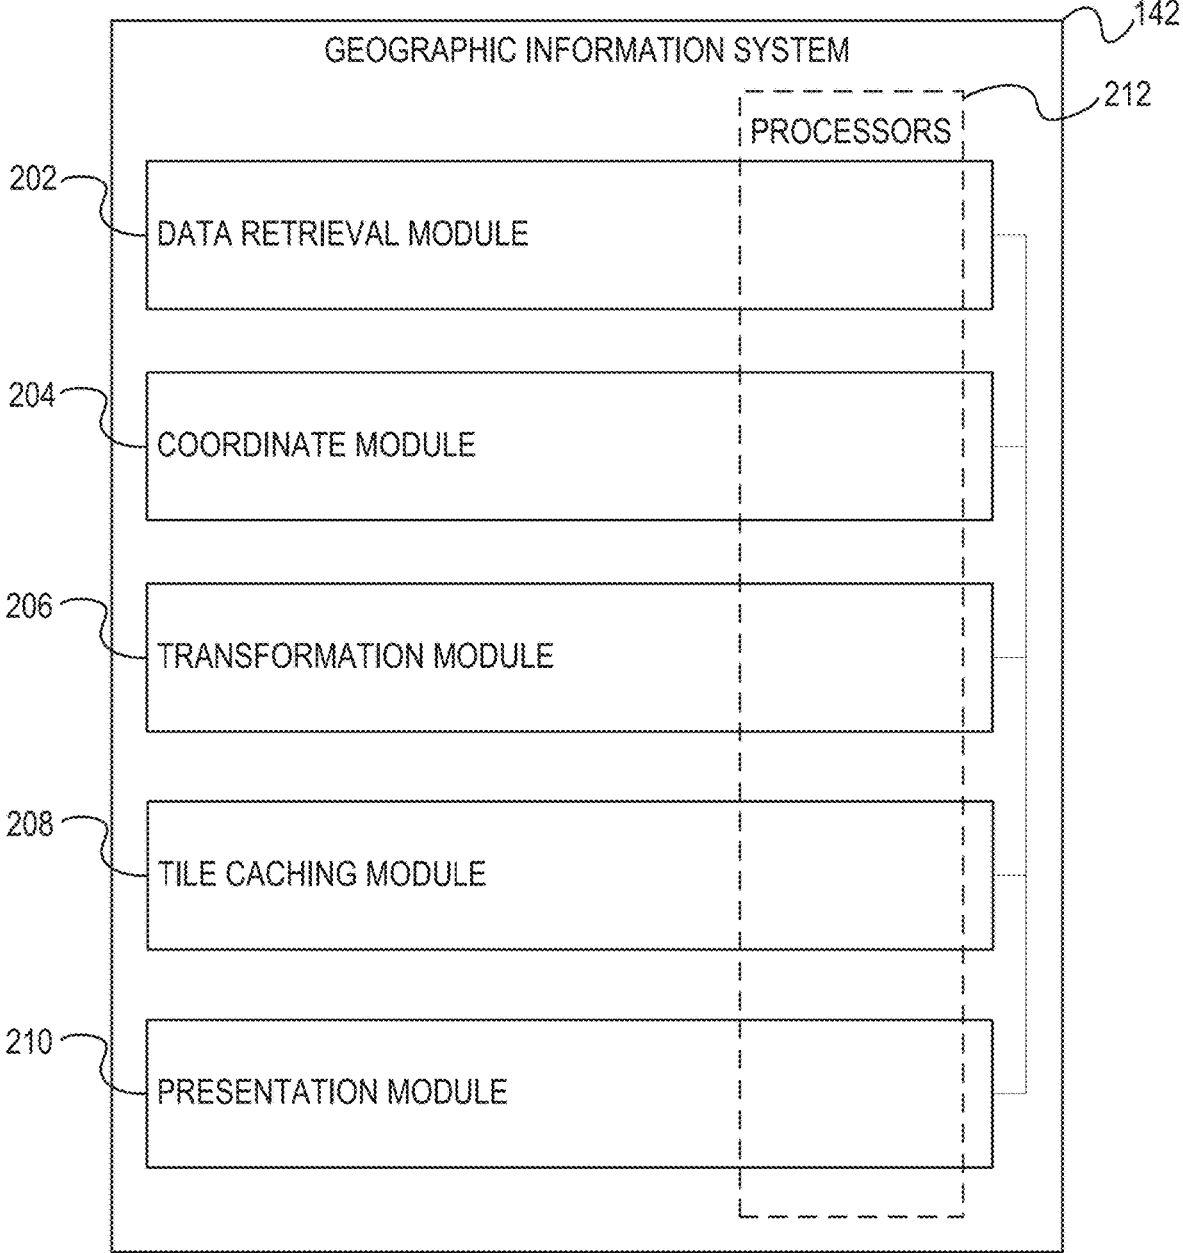 142
GEOGRAPHIC INFORMATION SYSTEM
212
PROCESSORS
202
DATA RETRIEVAL MODULE
204
COORDINATE MODULE
206
TRANSFORMATION MODULE
208
TILE CACHING MODULE
210
PRESENTATION MODULE